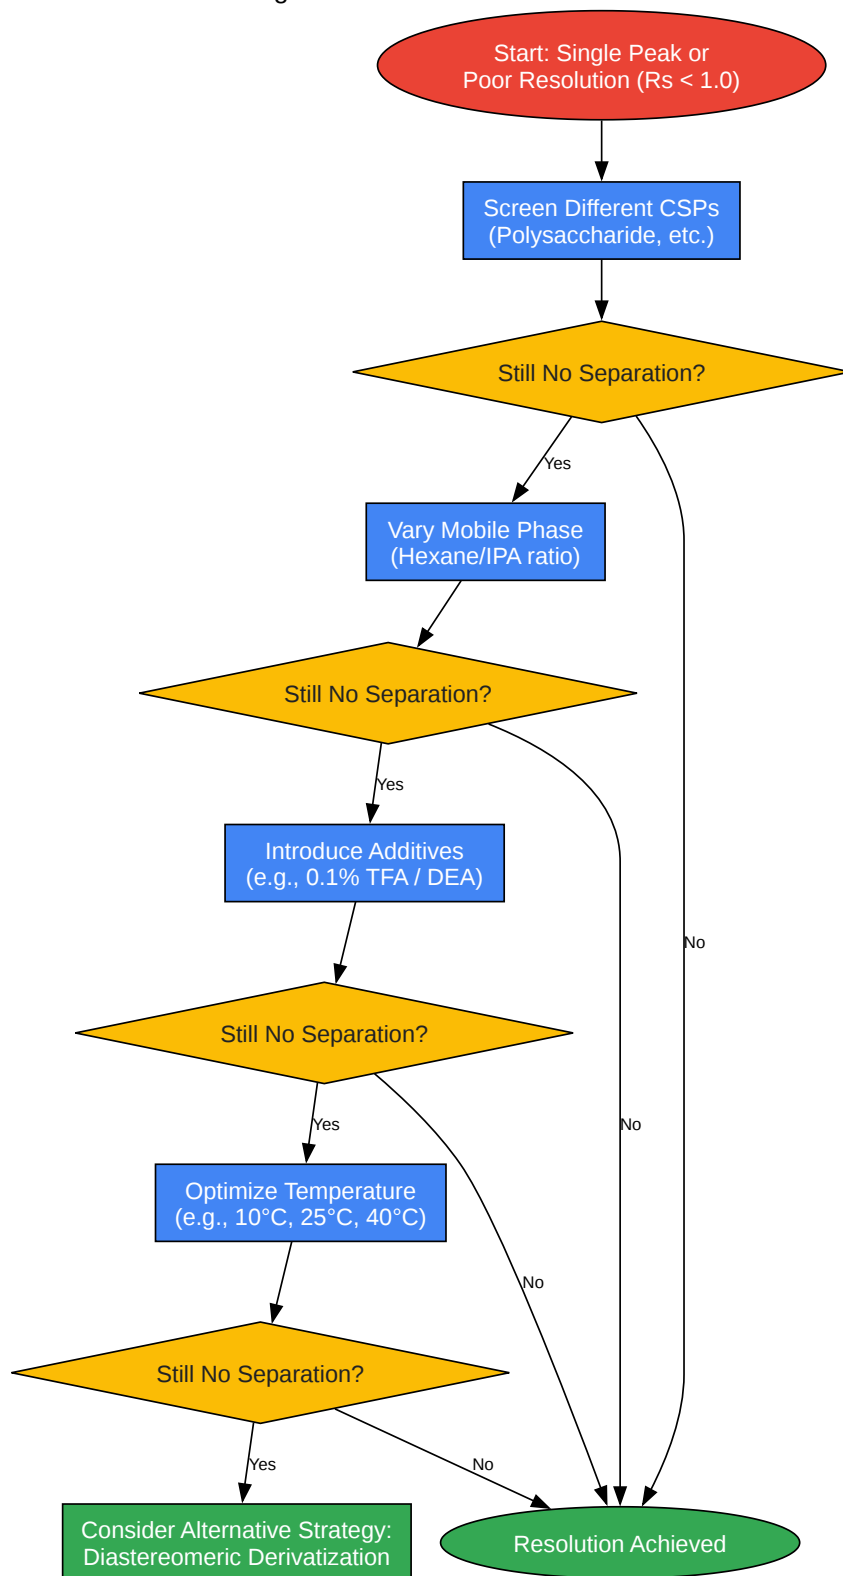 Start: Single Peak or
Poor Resolution (Rs < 1.0)
Screen Different CSPs
(Polysaccharide, etc.)
Still No Separation?
Yes
Vary Mobile Phase
(Hexane/IPA ratio)
Still No Separation?
Yes
Introduce Additives
(e.g., 0.1% TFA / DEA)
No
Still No Separation?
Yes
No
Optimize Temperature
(e.g., 10°C, 25°C, 40°C)
No
Still No Separation?
Yes
No
Consider Alternative Strategy:
Diastereomeric Derivatization
Resolution Achieved